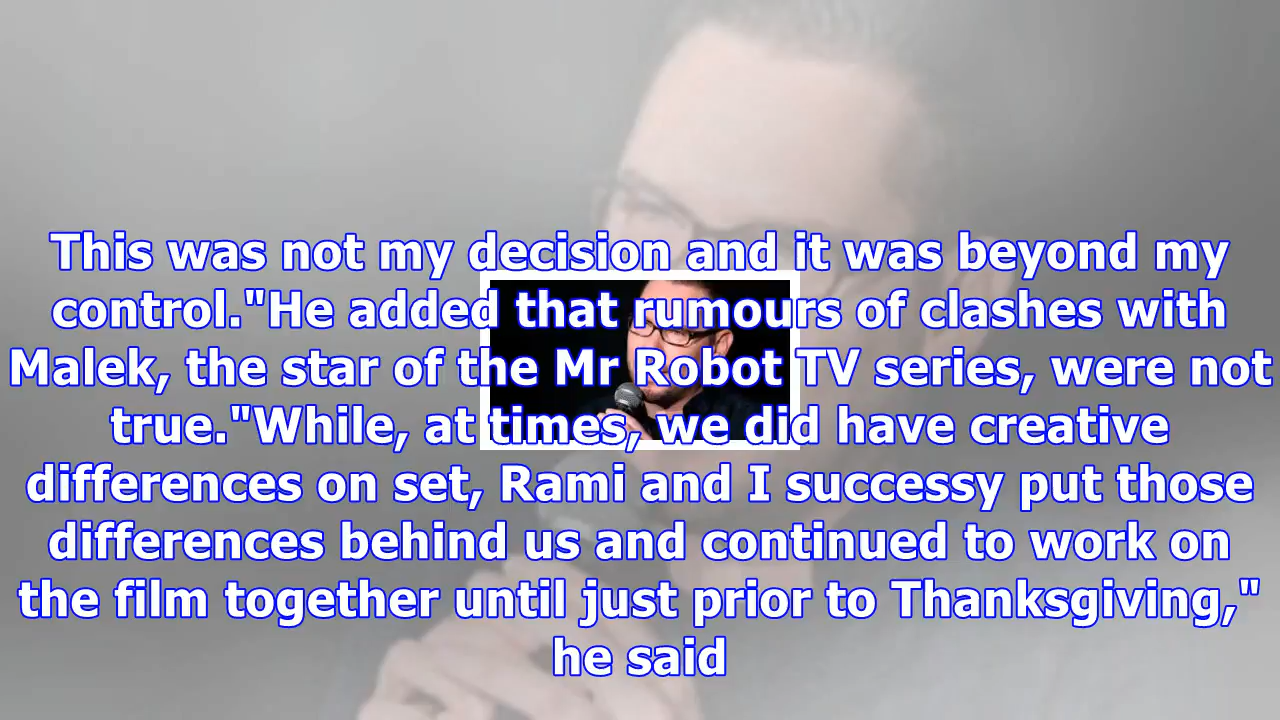 This was not my decision and it was beyond my
control."He added that rumours of clashes with
Malek, the star of the Mr Robot TV series, were not
true."While, at times, we did have creative
differences on set, Rami and I successy put those
differences behind us and continued to work on
the film together until just prior to Thanksgiving,"
he said